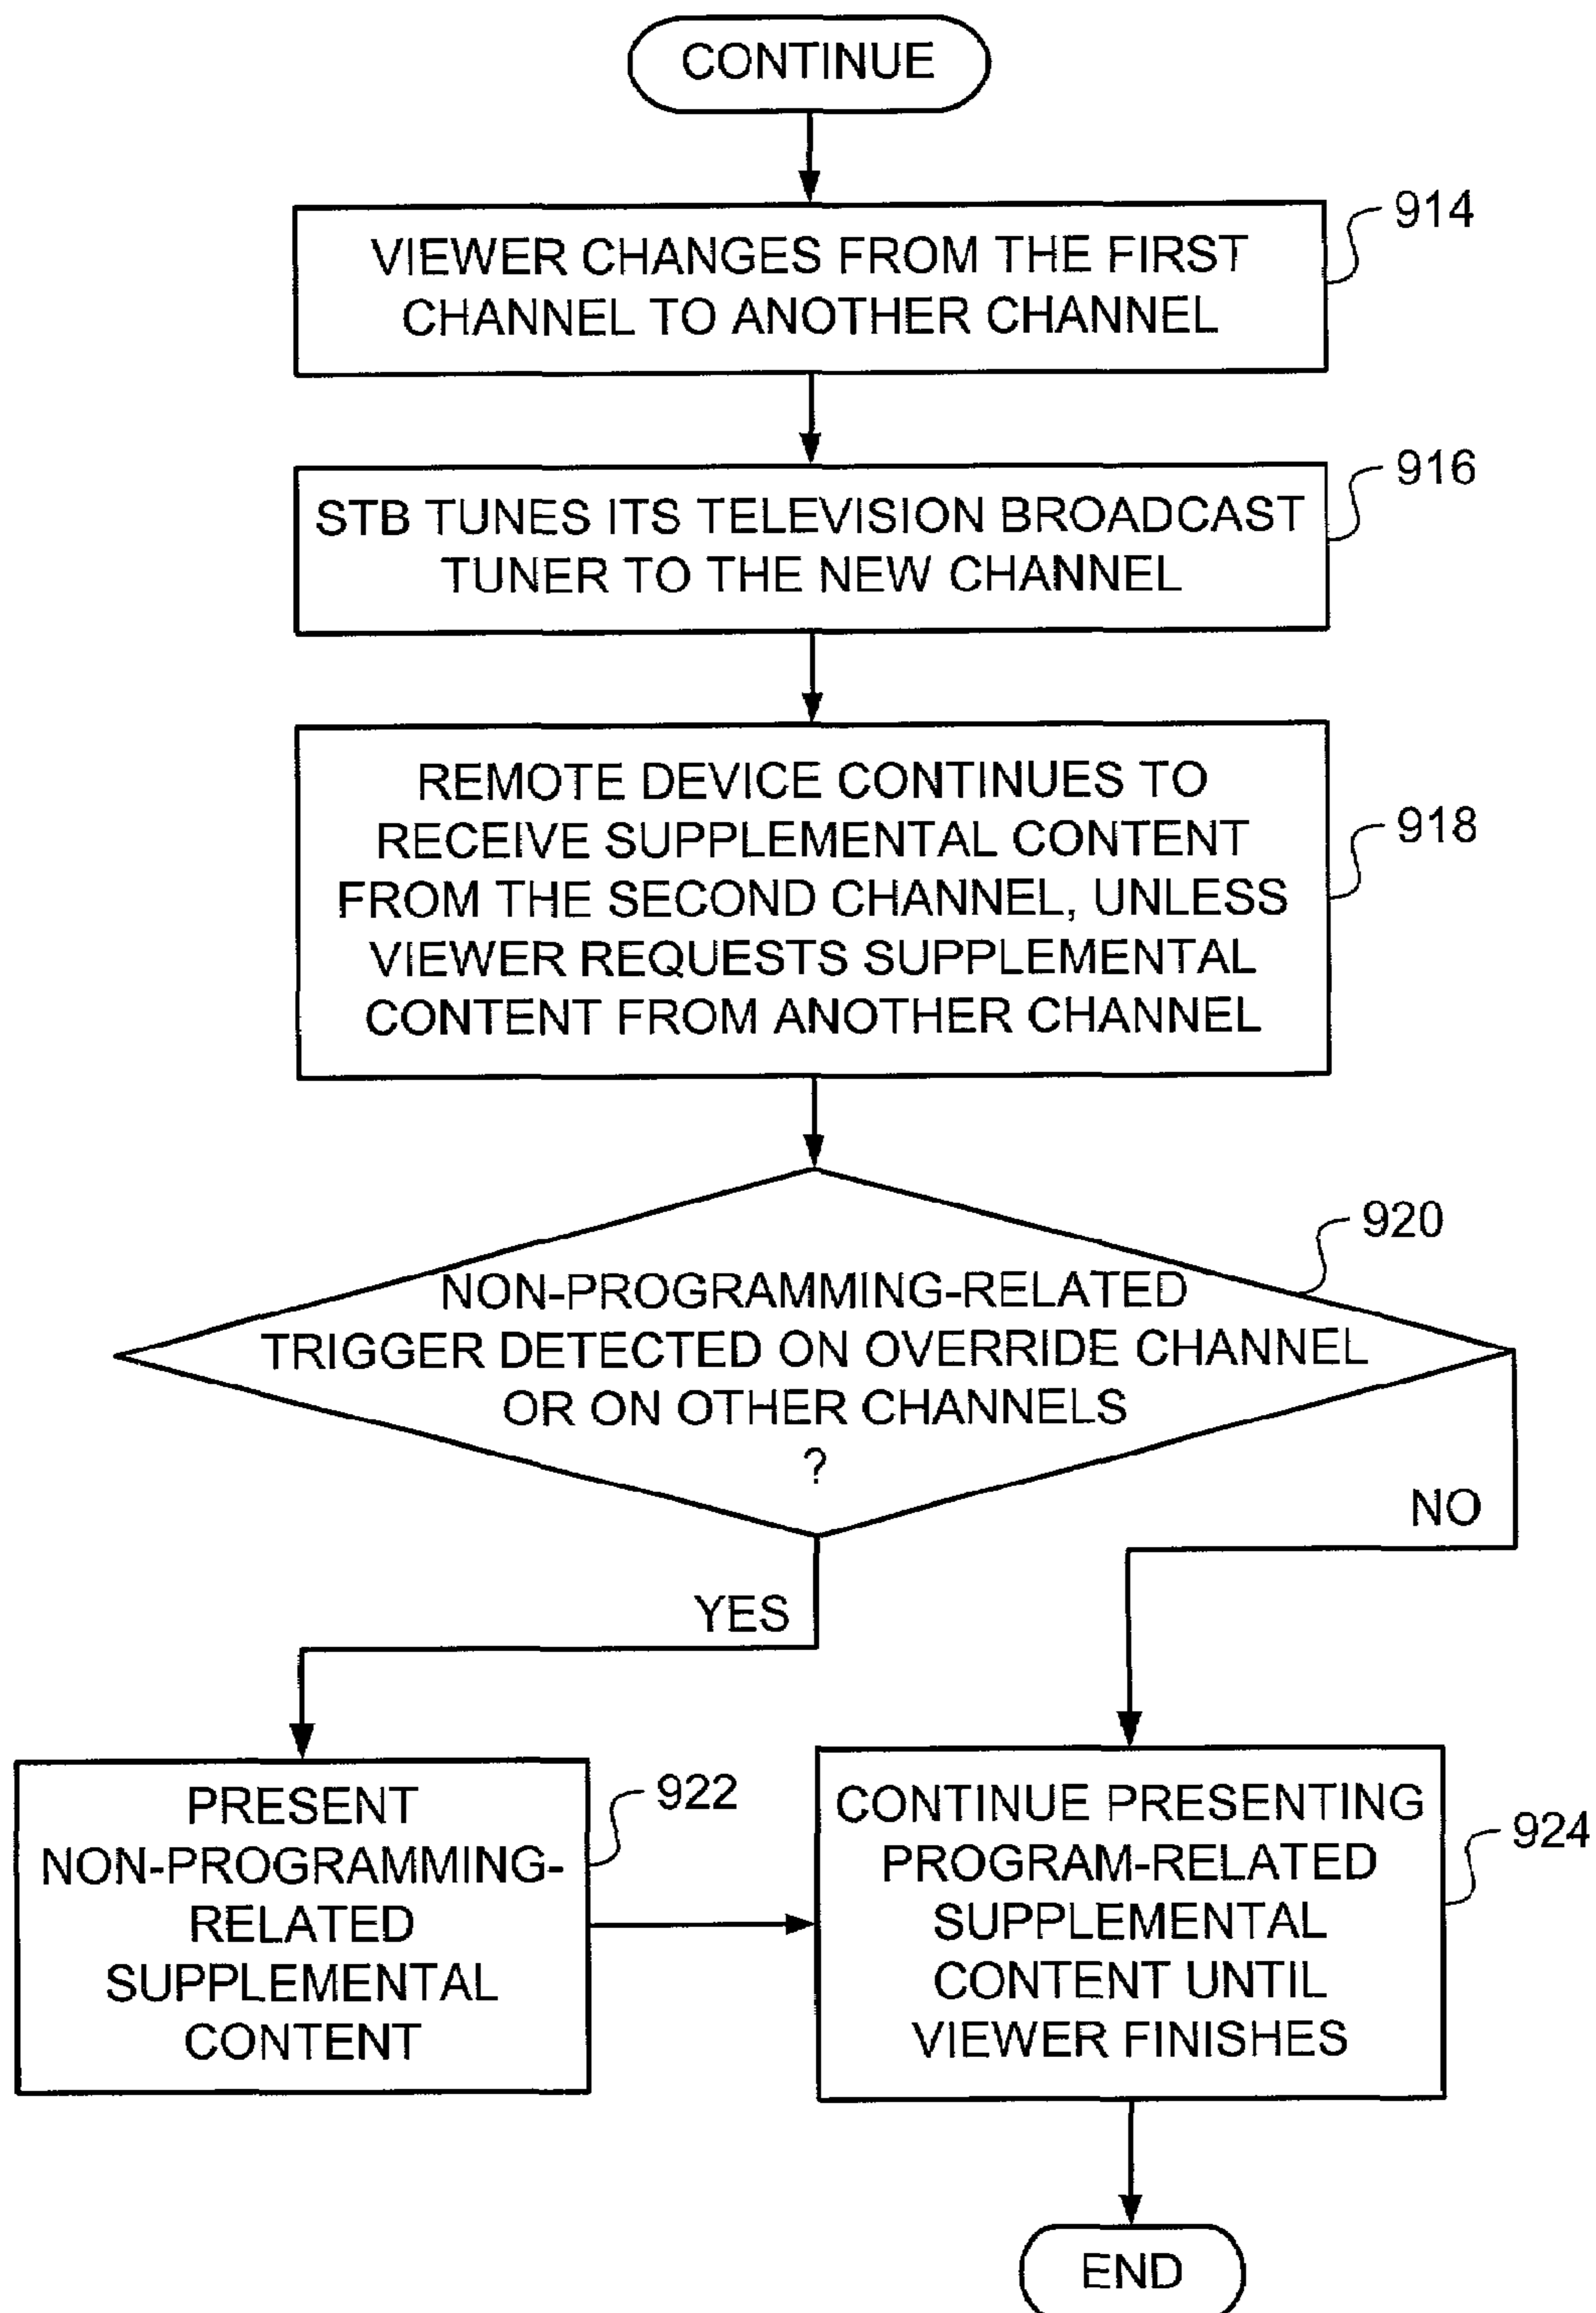 CONTINUE
914
VIEWER CHANGES FROM THE FIRST
CHANNEL TO ANOTHER CHANNEL
916
STB TUNES ITS TELEVISION BROADCAST
TUNER TO THE NEW CHANNEL
REMOTE DEVICE CONTINUES TO
RECEIVE SUPPLEMENTAL CONTENT
918
FROM THE SECOND CHANNEL, UNLESS
VIEWER REQUESTS SUPPLEMENTAL
CONTENT FROM ANOTHER CHANNEL
920
NON-PROGRAMMING-RELATED
TRIGGER DETECTED ON OVERRIDE CHANNEL
OR ON OTHER CHANNELS
?
NO
YES
PRESENT
NON-PROGRAMMING-
RELATED
SUPPLEMENTAL
CONTENT
922
CONTINUE PRESENTING
PROGRAM-RELATED
SUPPLEMENTAL
CONTENT UNTIL
VIEWER FINISHES
924
END